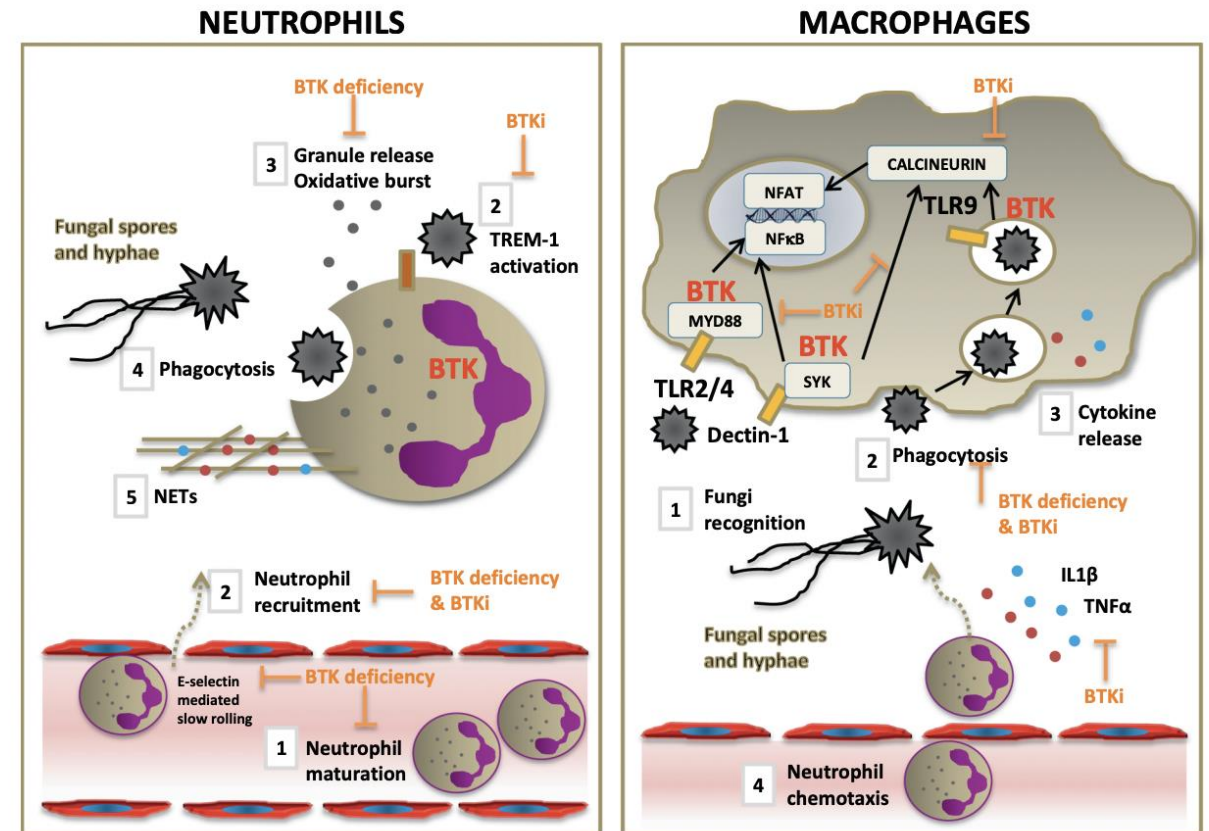 NEUTROPHILS
BTK deficiency
BTKi
3
Granule release
Oxidative burst
2
TREM-1
activation
Fungal spores
and hyphae
4
Phagocytosis
BTK
5
NETs
2
Neutrophil
recruitment
BTK deficiency
& BTKi
E-selectin
mediated
slow rolling
BTK deficiency
1
Neutrophil
maturation
MACROPHAGES
BTKi
CALCINEURIN
NFAT
NFκB
TLR9
BTK
BTK
MYD88
BTKi
BTK
SYK
TLR2/4
Dectin-1
3
Cytokine
release
2
Phagocytosis
1
Fungi
recognition
BTK deficiency
& BTKi
IL1β
TNFα
Fungal spores
and hyphae
BTKi
4
Neutrophil
chemotaxis